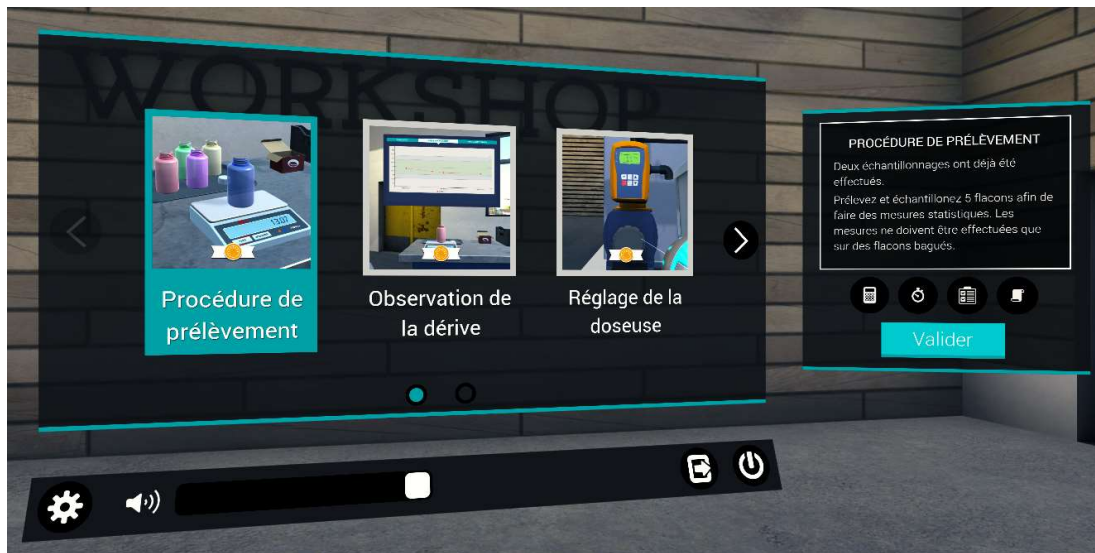 WORKSHOP
1307
Procédure de
prélèvement
Observation de
la dérive
Réglage de la
doseuse
PROCÉDURE DE PRÉLÈVEMENT
Deux échantillonnages ont déjà été
effectués.
Prélevez et échantillonez 5 flacons afin de
faire des mesures statistiques. Les
mesures ne doivent être effectuées que
sur des flacons bagués.
Valider